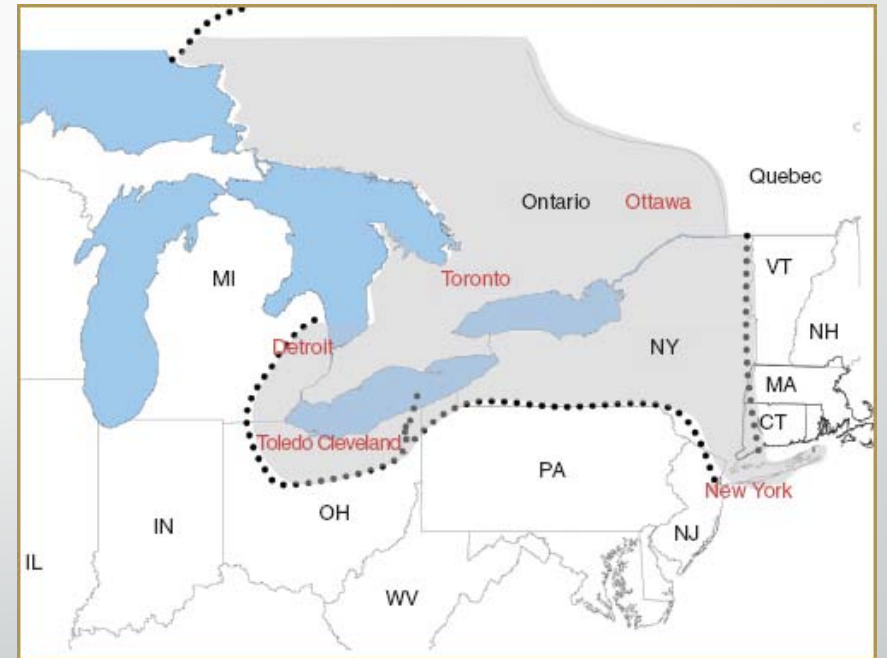 Quebec
Ontario
Ottawa
VT
MI
Toronto
NH
Detroit
NY
MA
CT
Toledo Cleveland
PA
New York
OH
IN
NJ
IL
WV